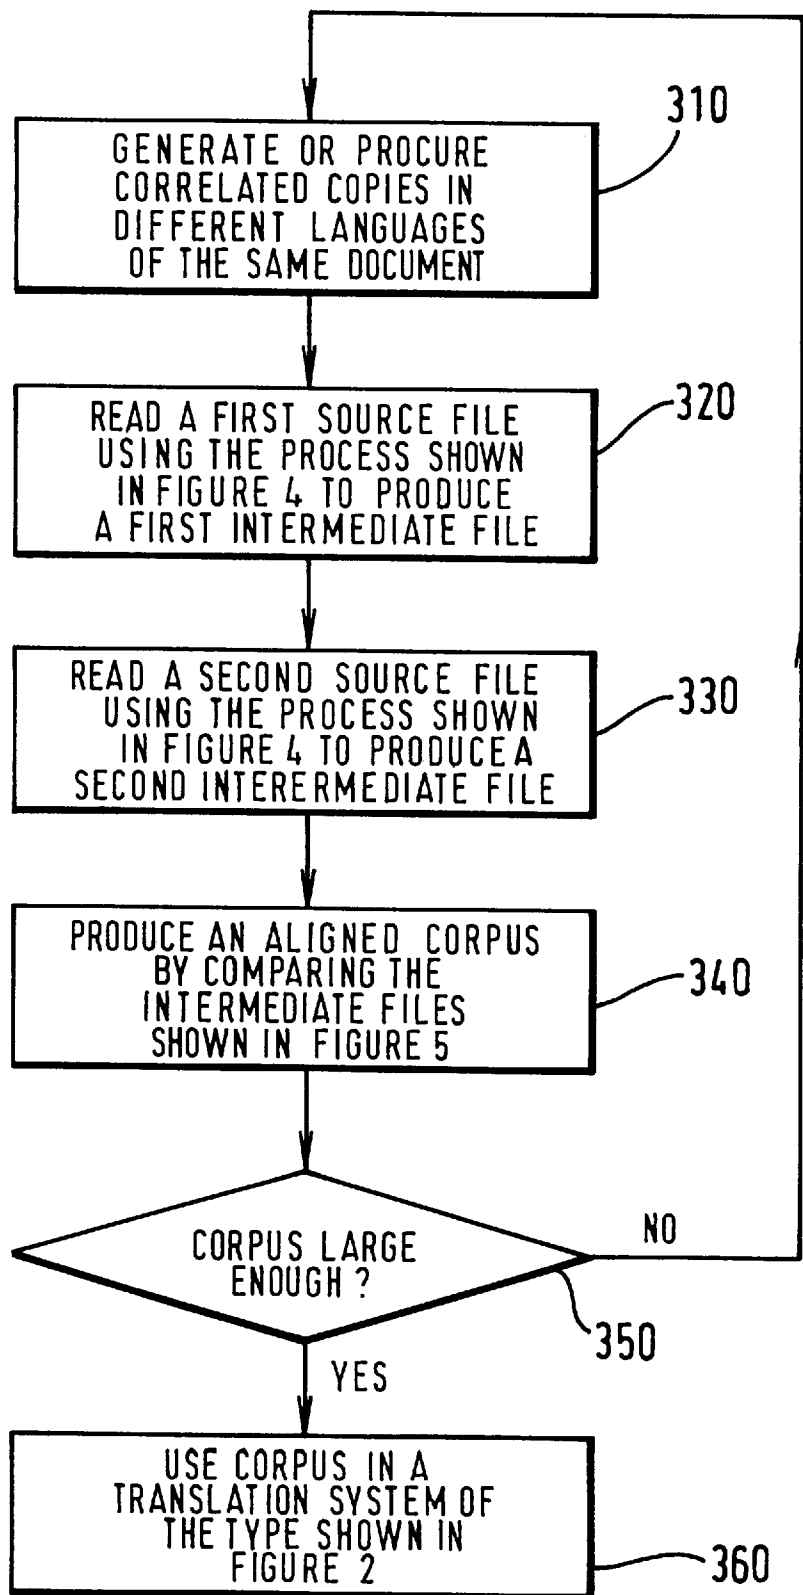 310
GENERATE OR PROCURE
CORRELATED COPIES IN
DIFFERENT LANGUAGES
OF THE SAME DOCUMENT
320
READ A FIRST SOURCE FILE
USING THE PROCESS SHOWN
IN FIGURE 4 TO PRODUCE
A FIRST INTERMEDIATE FILE
330
READ A SECOND SOURCE FILE
USING THE PROCESS SHOWN
IN FIGURE 4 TO PRODUCE A
SECOND INTERERMEDIATE FILE
340
PRODUCE AN ALIGNED CORPUS
BY COMPARING THE
INTERMEDIATE FILES
SHOWN IN FIGURE 5
CORPUS LARGE
ENOUGH ?
NO
350
YES
USE CORPUS IN A
TRANSLATION SYSTEM OF
THE TYPE SHOWN IN
FIGURE 2
360